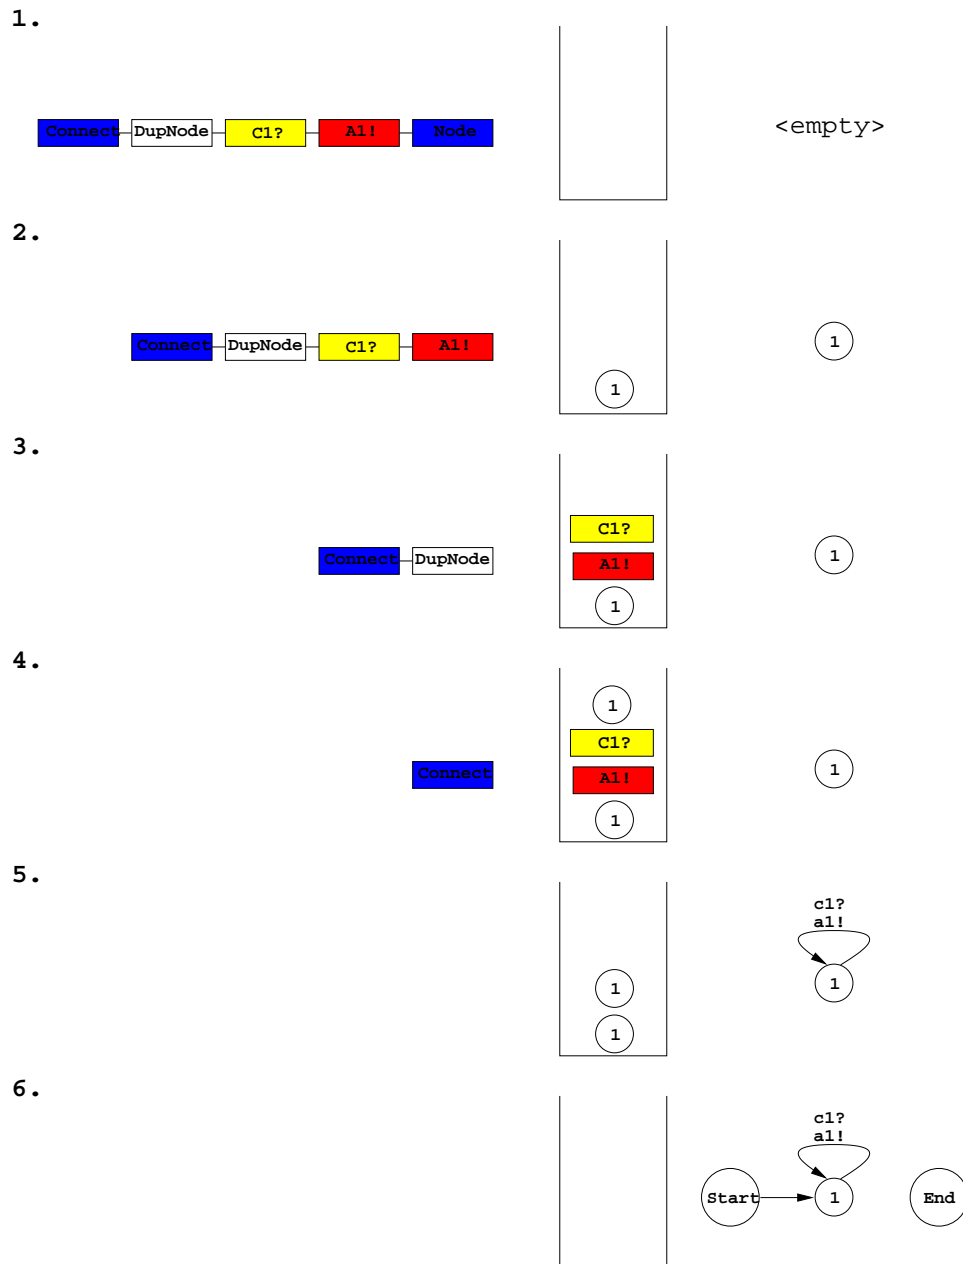 1.
Connect DupNode C1? A1! Node
<empty>
2.
Connect DupNode C1? A1!
1
1
3.
Connect DupNode
C1?
A1!
1
1
4.
Connect
1
C1?
A1!
1
1
5.
1
1
c1?
a1!
1
6.
c1?
a1!
Start 1 End